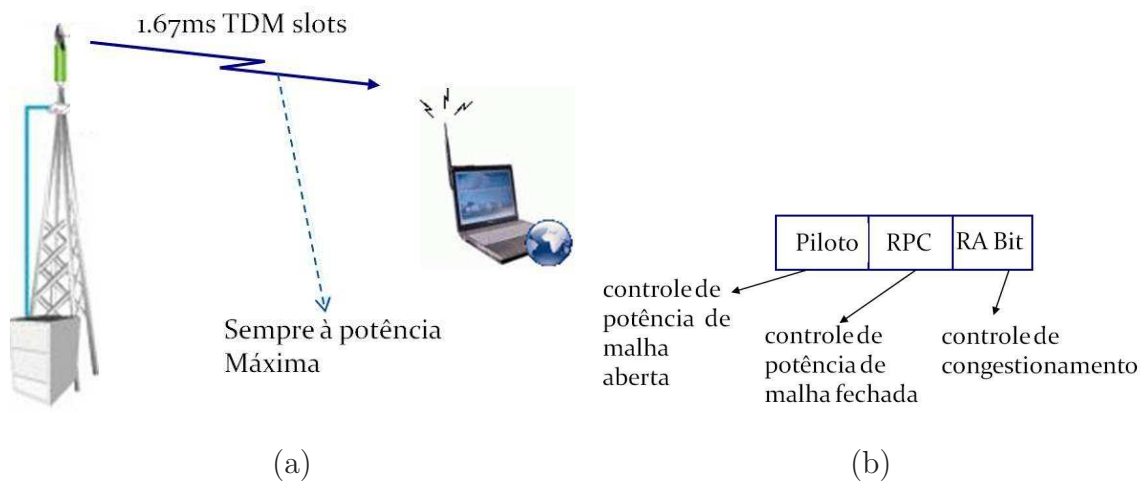 1.67ms TDM slots
Sempre à potência
Máxima
Piloto
RPC
RA Bit
controle de
potência de
malha
aberta
controle de
potência de
malha fechada
controle de
congestionamento
(a)
(b)